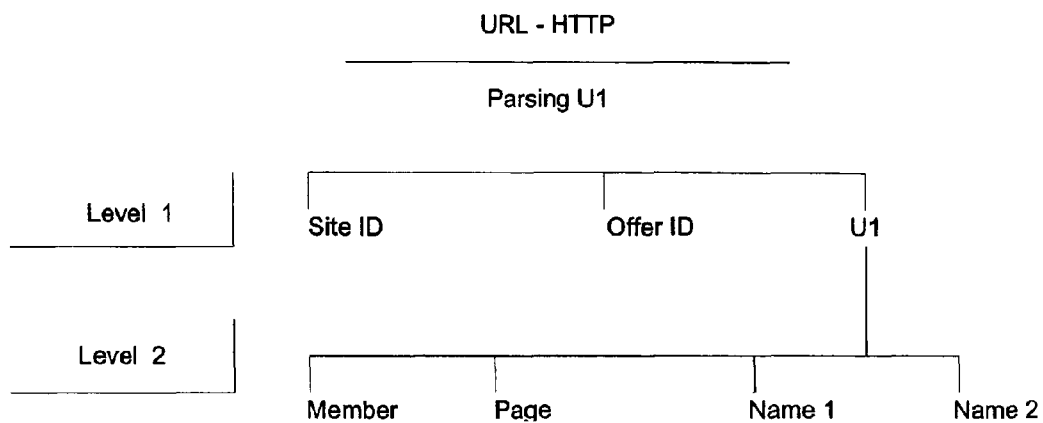 URL - HTTP
Parsing U1
Level 1
Site ID
Offer ID
U1
Level 2
Member
Page
Name 1
Name 2